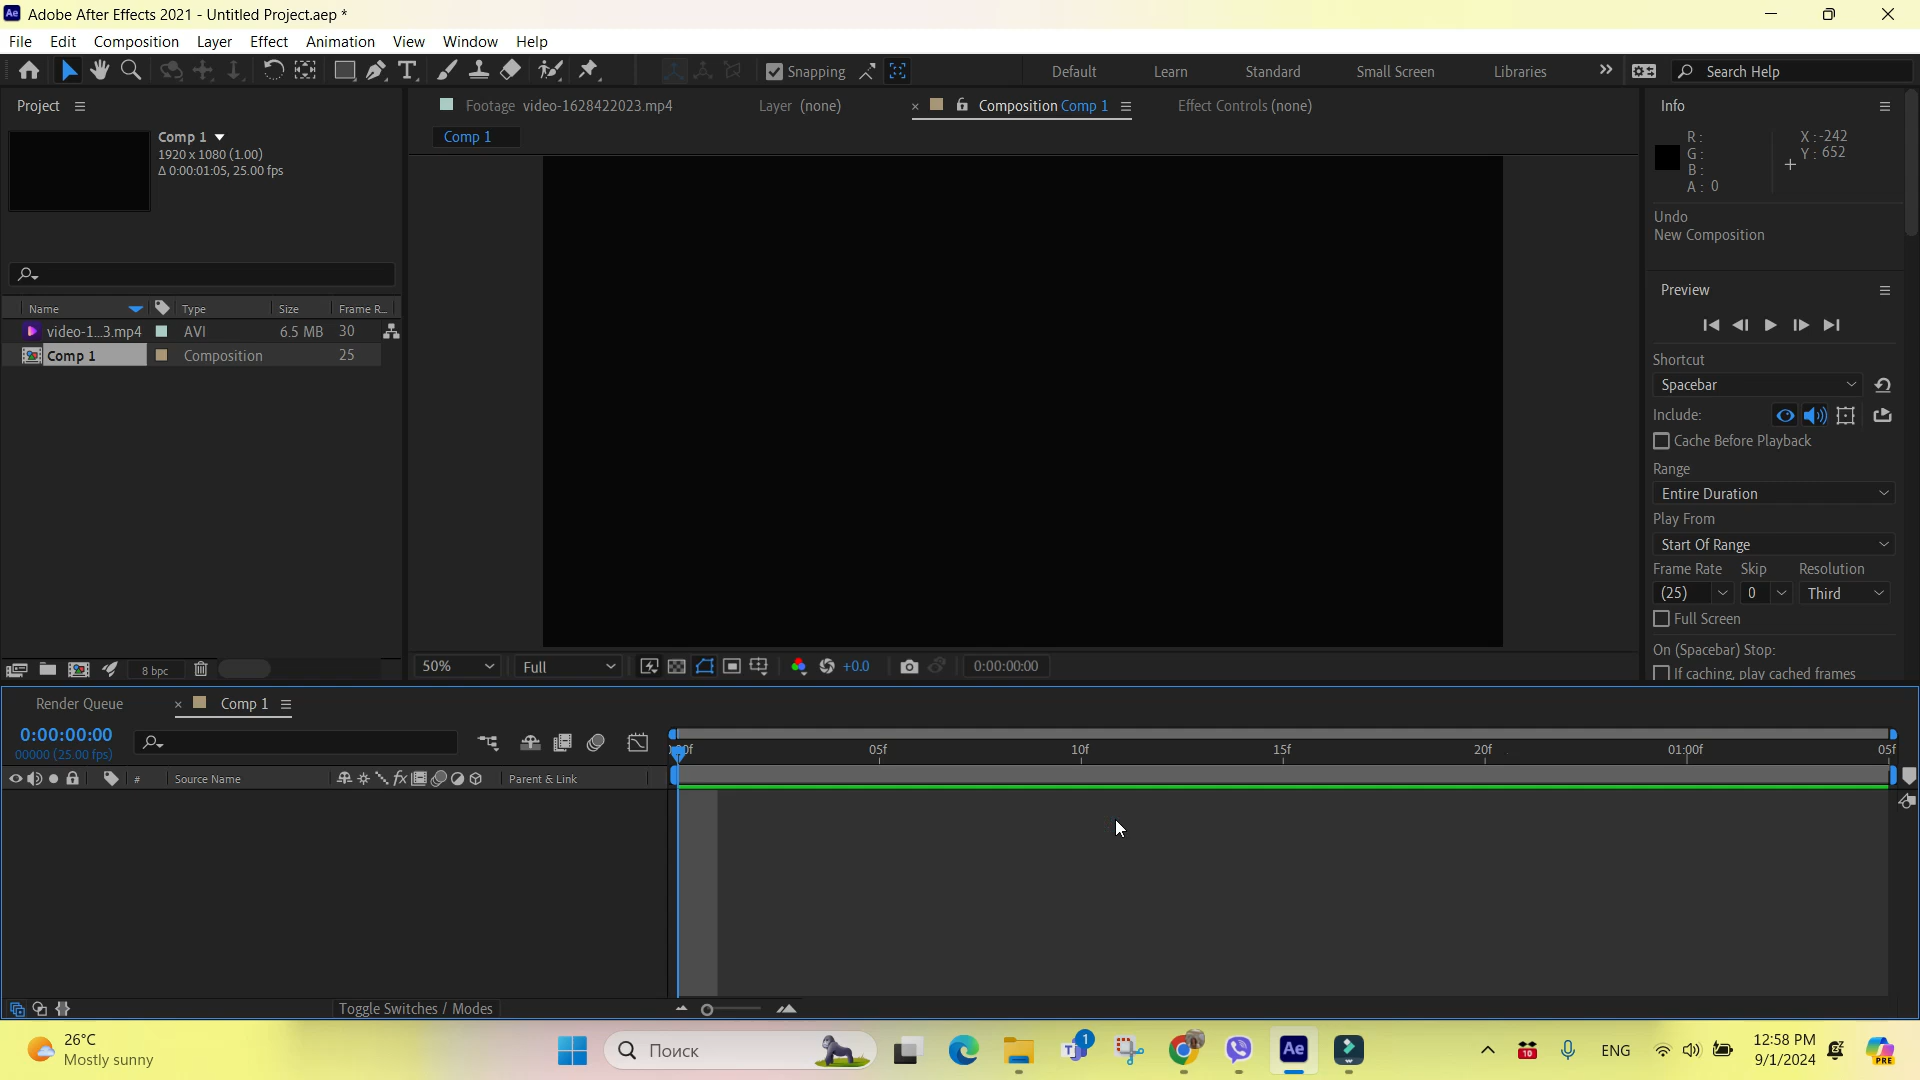 Ae Adobe After Effects 2021 - Untitled Project.aep *
File Edit Composition Layer Effect Animation View Window Help
Snapping Default Learn Standard Small Screen Libraries Search Help
Project
Comp 1
1920 x 1080 (1.00)
Δ 0:00:01:05, 25.00 fps
Footage video-1628422023.mp4 Layer (none) Composition Comp 1 Effect Controls (none)
Comp 1
Name Type Size Frame R...
video-1...3.mp4 AVI 6.5 MB 30
Comp 1 Composition 25
8 bpc
50% Full +0.0 0:00:00:00
Info
R: X: -242
G: Y: 652
B:
A: 0
Undo
New Composition
Preview
Shortcut
Spacebar
Include:
Cache Before Playback
Range
Entire Duration
Play From
Start Of Range
Frame Rate Skip Resolution
(25) 0 Third
Full Screen
On (Spacebar) Stop:
If caching, play cached frames
Render Queue Comp 1
0:00:00:00
00000 (25.00 fps)
05f 10f 15f 20f 01:00f 05f
# Source Name fx Parent & Link
Toggle Switches / Modes
26°C
Mostly sunny
Поиск
1
Ae
10
ENG
12:58 PM
9/1/2024
PRE